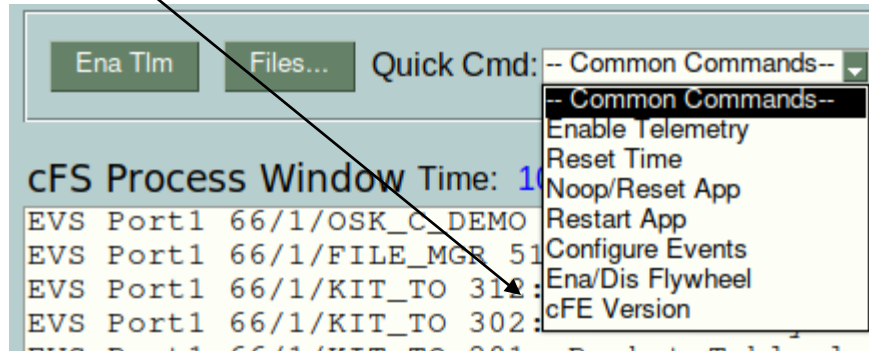 Ena Tlm Files... Quick Cmd: -- Common Commands--
-- Common Commands--
Enable Telemetry
Reset Time
Noop/Reset App
Restart App
Configure Events
Ena/Dis Flywheel
cFE Version
cFS Process Window Time: 10
EVS Port1 66/1/OSK_C_DEMO
EVS Port1 66/1/FILE_MGR 51
EVS Port1 66/1/KIT_TO 312:
EVS Port1 66/1/KIT_TO 302: